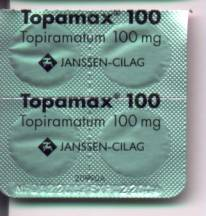 Topamax® 100
Topiramatum 100 mg
JANSSEN-CILAG
Topamax® 100
Topiramatum 100 mg
JANSSEN-CILAG